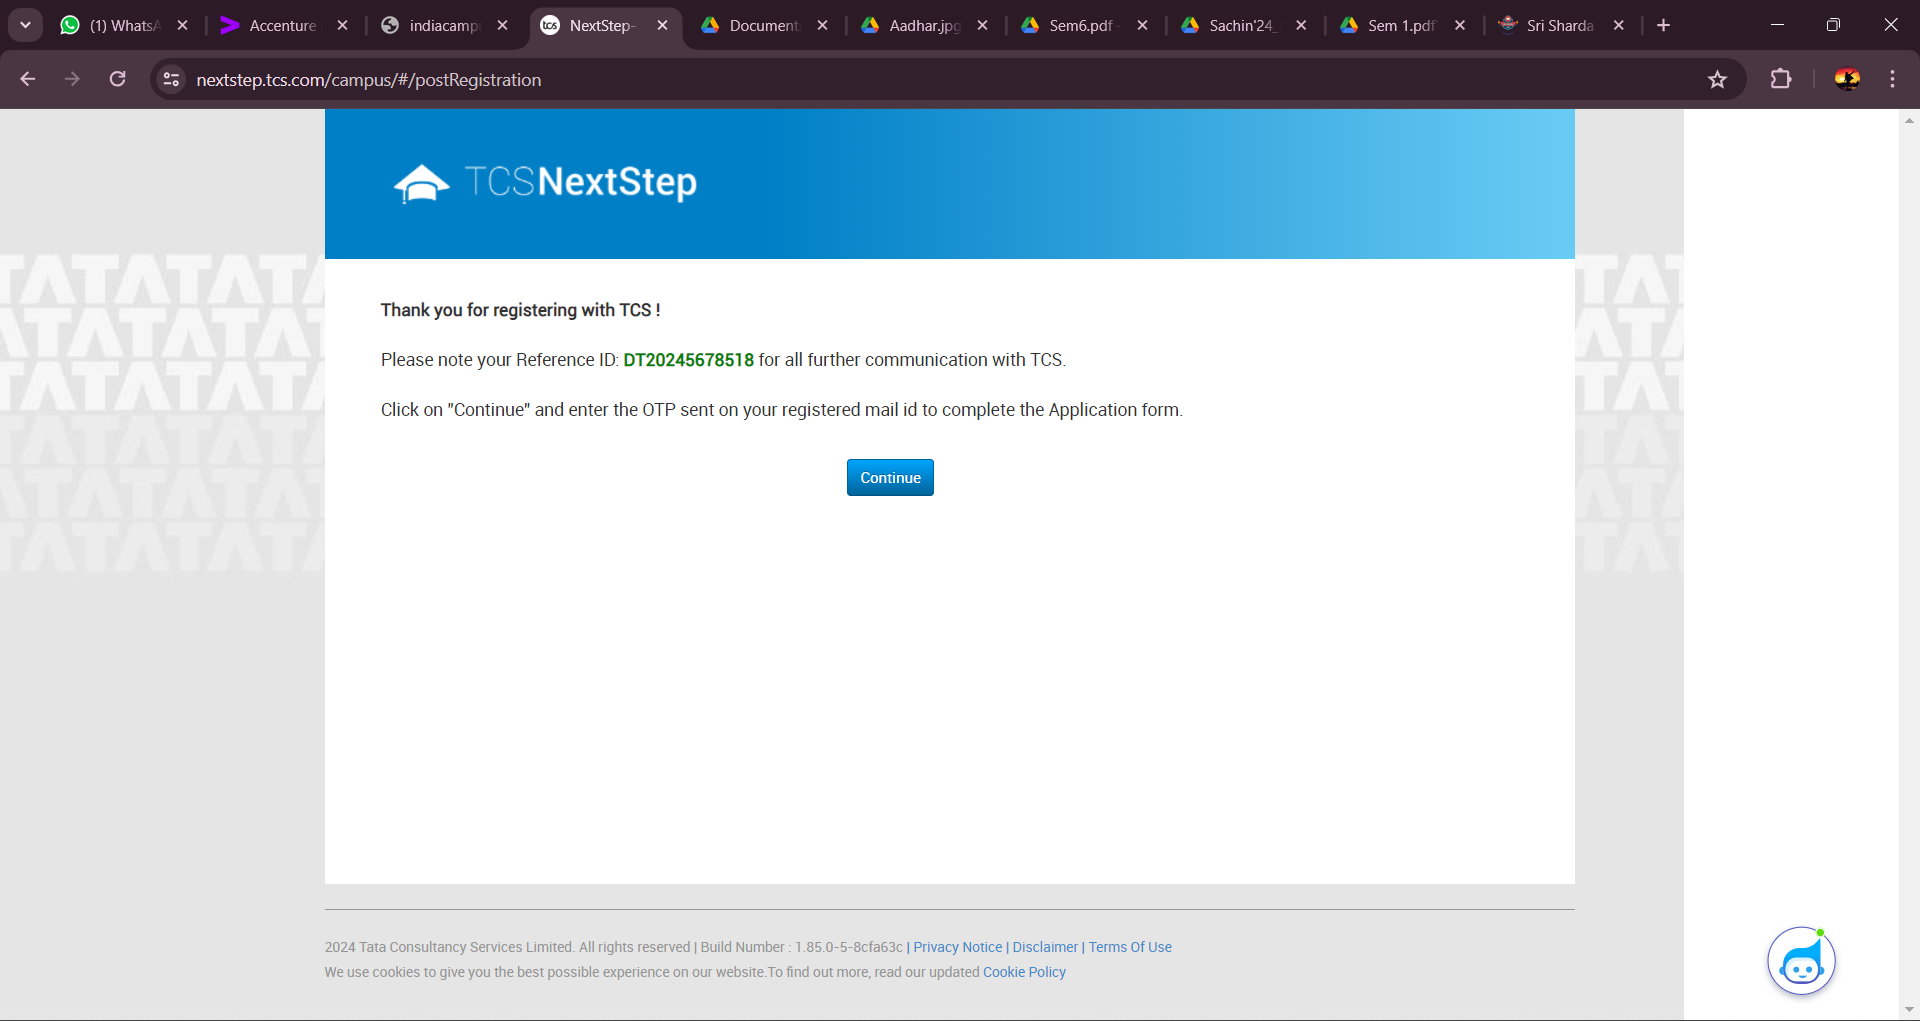 (1) WhatsA
Accenture
indiacamp
NextStep-
Document
Aadhar.jpg
Sem6.pdf -
Sachin'24_
Sem 1.pdf
Sri Sharda
nextstep.tcs.com/campus/#/postRegistration
TCS NextStep
Thank you for registering with TCS !
Please note your Reference ID: DT20245678518 for all further communication with TCS.
Click on "Continue" and enter the OTP sent on your registered mail id to complete the Application form.
Continue
2024 Tata Consultancy Services Limited. All rights reserved | Build Number : 1.85.0-5-8cfa63c | Privacy Notice | Disclaimer | Terms Of Use
We use cookies to give you the best possible experience on our website.To find out more, read our updated Cookie Policy